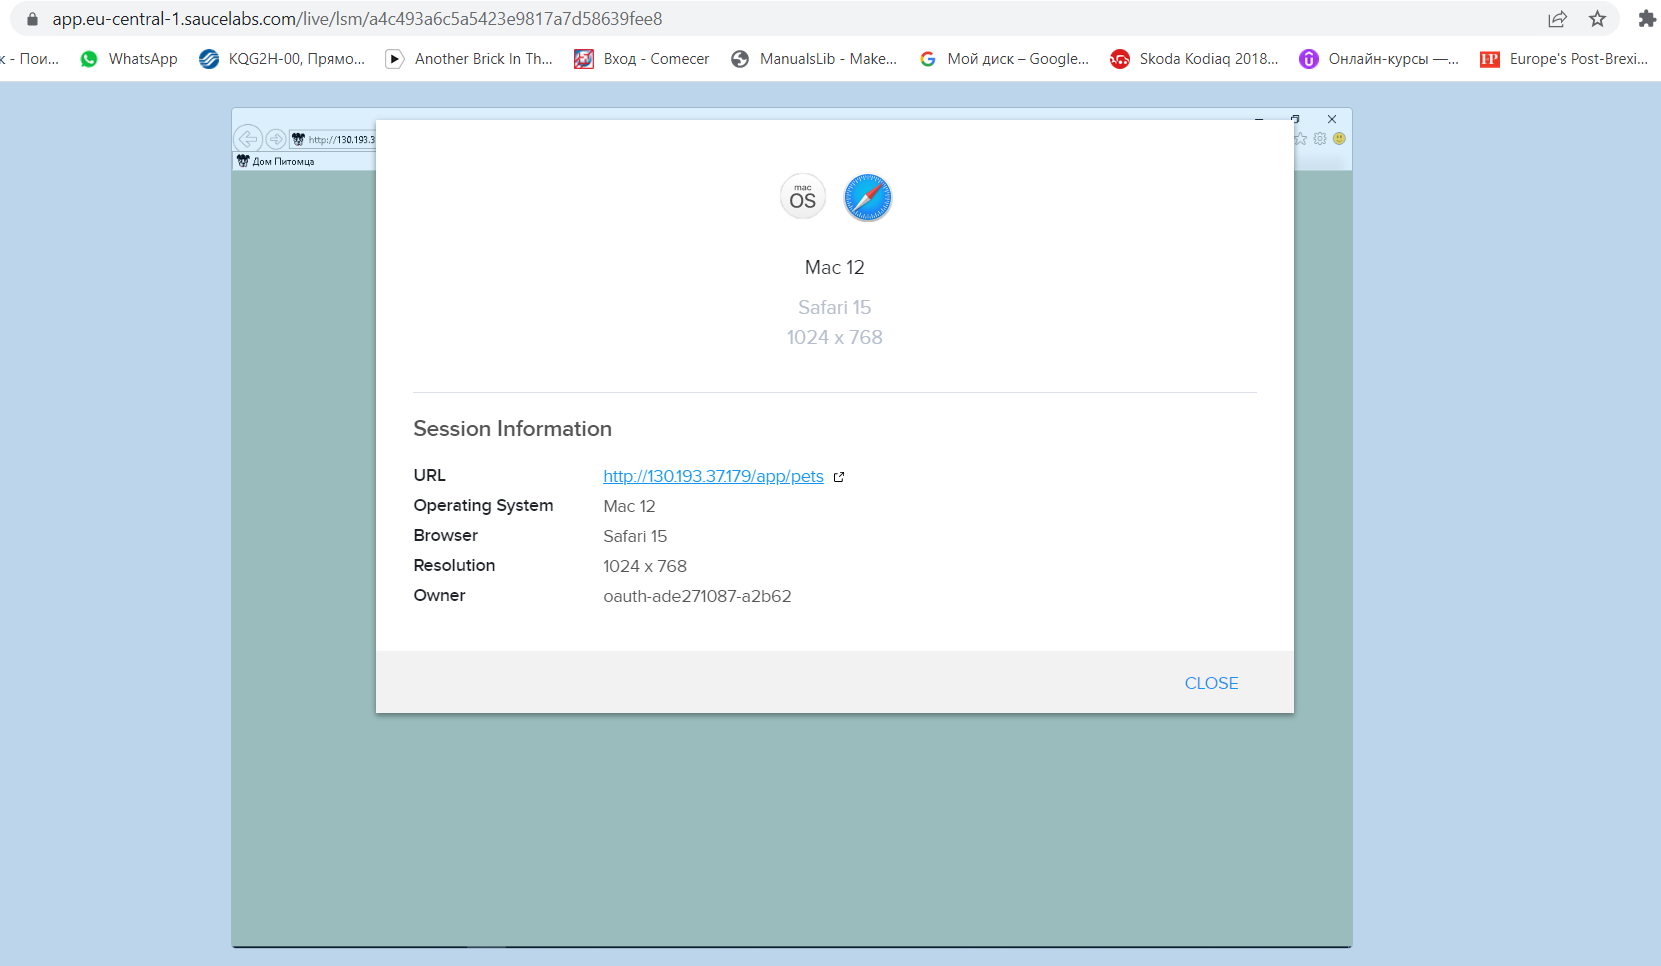 app.eu-central-1.saucelabs.com/live/lsm/a4c493a6c5a5423e9817a7d58639fee8
к - Пои... WhatsApp KQG2H-00, Прямо... Another Brick In Th... Вход - Comecer ManualsLib - Make... Мой диск – Google... Skoda Kodiaq 2018... Онлайн-курсы —... Europe's Post-Brexi...
http://130.193.3
Дом Питомца
mac
OS
Mac 12
Safari 15
1024 x 768
Session Information
URL http://130.193.37.179/app/pets
Operating System Mac 12
Browser Safari 15
Resolution 1024 x 768
Owner oauth-ade271087-a2b62
CLOSE